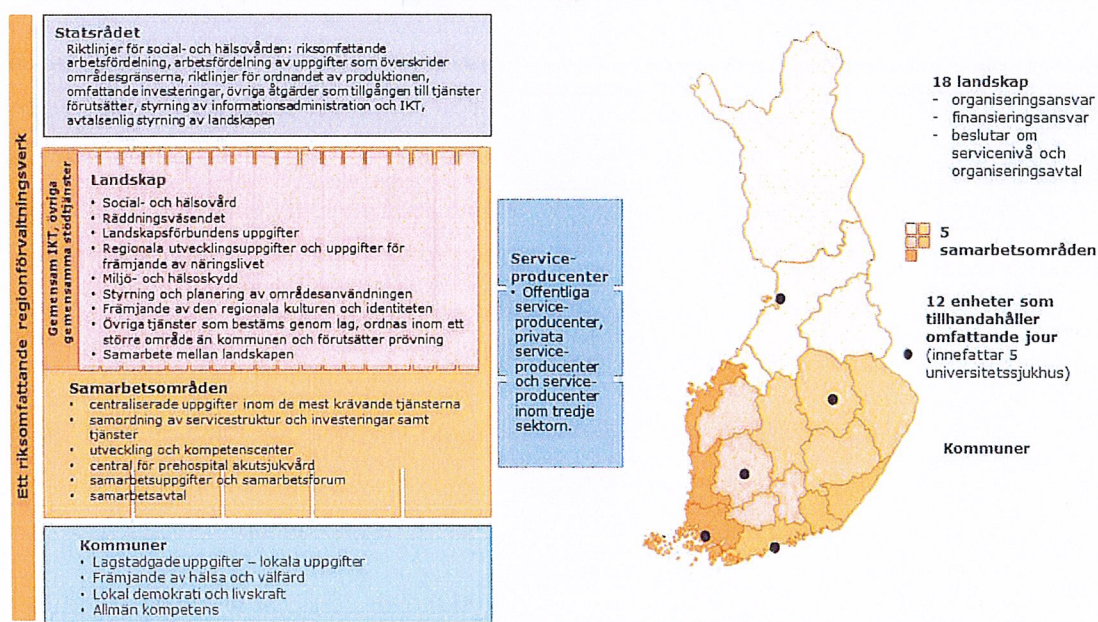 Ett riksomfattande regionförvaltningsverk
Statsrådet
Riktlinjer för social- och hälsovården: riksomfattande
arbetsfördelning, arbetsfördelning av uppgifter som överskrider
områdesgränserna, riktlinjer för ordnandet av produktionen,
omfattande investeringar, övriga åtgärder som tillgången till tjänster
förutsätter, styrning av informationsadministration och IKT,
avtalsenlig styrning av landskapen
Gemensam IKT, övriga
gemensamma stödtjänster
Landskap
• Social- och hälsovård
• Räddningsväsendet
• Landskapsförbundens uppgifter
• Regionala utvecklingsuppgifter och uppgifter för
främjande av näringslivet
• Miljö- och hälsoskydd
• Styrning och planering av områdesanvändningen
• Främjande av den regionala kulturen och identiteten
• Övriga tjänster som bestäms genom lag, ordnas inom ett
större område än kommunen och förutsätter prövning
• Samarbete mellan landskapen
Samarbetsområden
• centraliserade uppgifter inom de mest krävande tjänsterna
• samordning av servicestruktur och investeringar samt
tjänster
• utveckling och kompetenscenter
• central för prehospital akutsjukvård
• samarbetsuppgifter och samarbetsforum
• samarbetsavtal
Kommuner
• Lagstadgade uppgifter – lokala uppgifter
• Främjande av hälsa och välfärd
• Lokal demokrati och livskraft
• Allmän kompetens
Service-
producenter
• Offentliga
service-
producenter,
privata
service-
producenter
och service-
producenter
inom tredje
sektorn.
18 landskap
- organiseringsansvar
- finansieringsansvar
- beslutar om
servicenivå och
organiseringsavtal
5
samarbetsområden
12 enheter som
tillhandahåller
omfattande jour
(innefattar 5
universitetssjukhus)
Kommuner